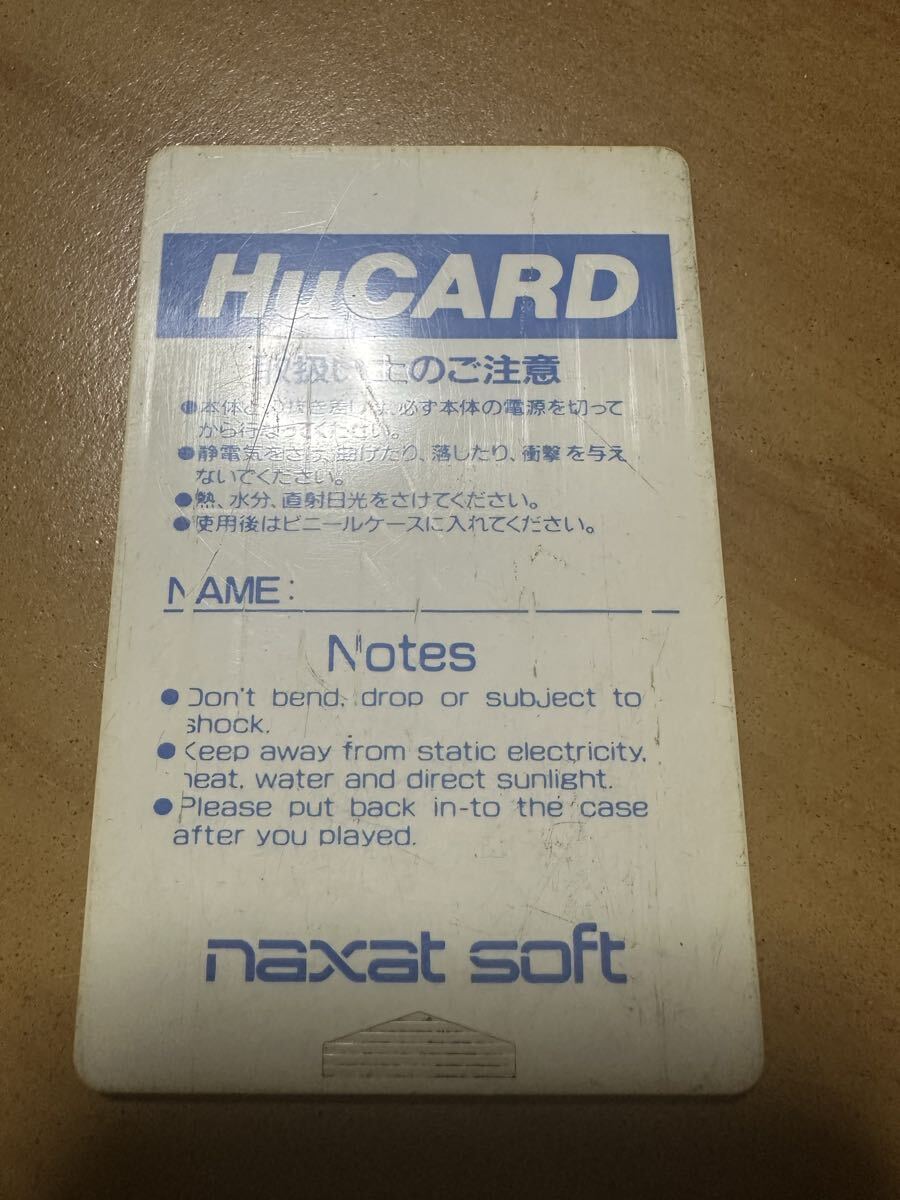 HuCARD
取扱い上のご注意
●本体との抜き差しは、必ず本体の電源を切って
から行なってください。
●静電気をさけ、曲げたり、落したり、衝撃を与え
ないでください。
●熱、水分、直射日光をさけてください。
●使用後はビニールケースに入れてください。
NAME:
Notes
●Don't bend, drop or subject to
shock.
●Keep away from static electricity,
heat, water and direct sunlight.
●Please put back in-to the case
after you played.
naxat soft